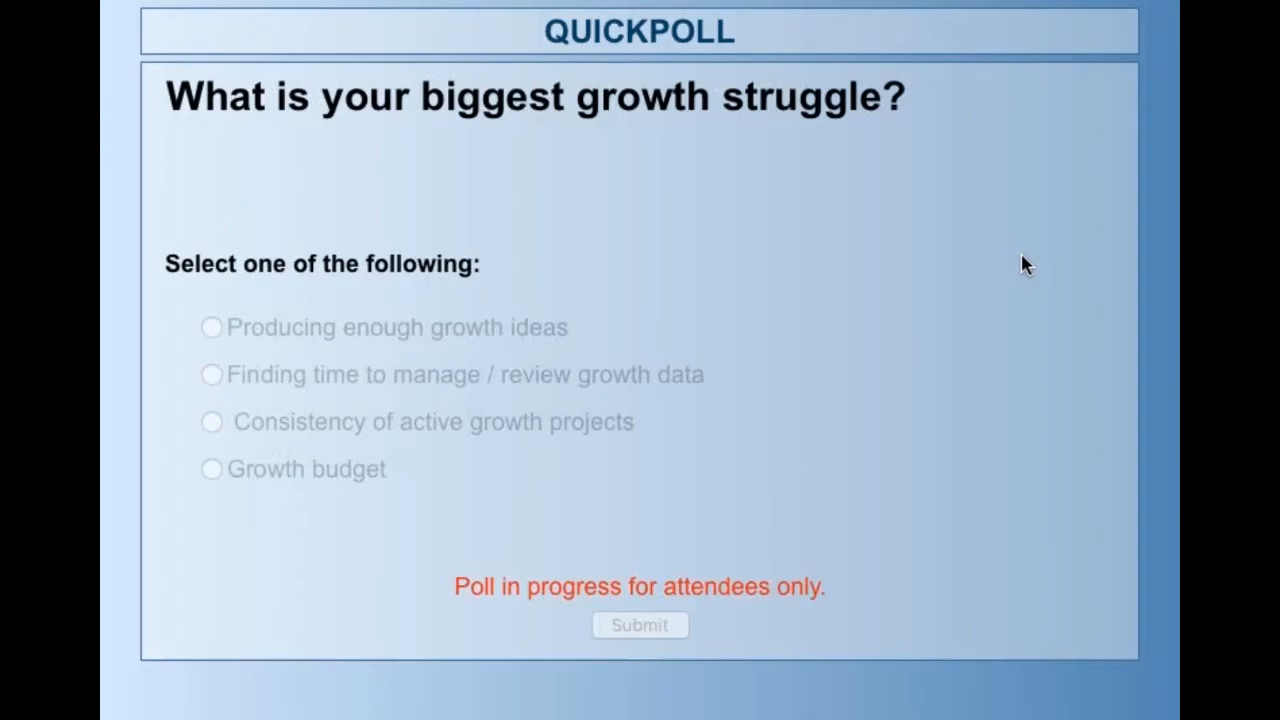 QUICKPOLL
What is your biggest growth struggle?
Select one of the following:
Producing enough growth ideas
Finding time to manage / review growth data
Consistency of active growth projects
Growth budget
Poll in progress for attendees only.
Submit